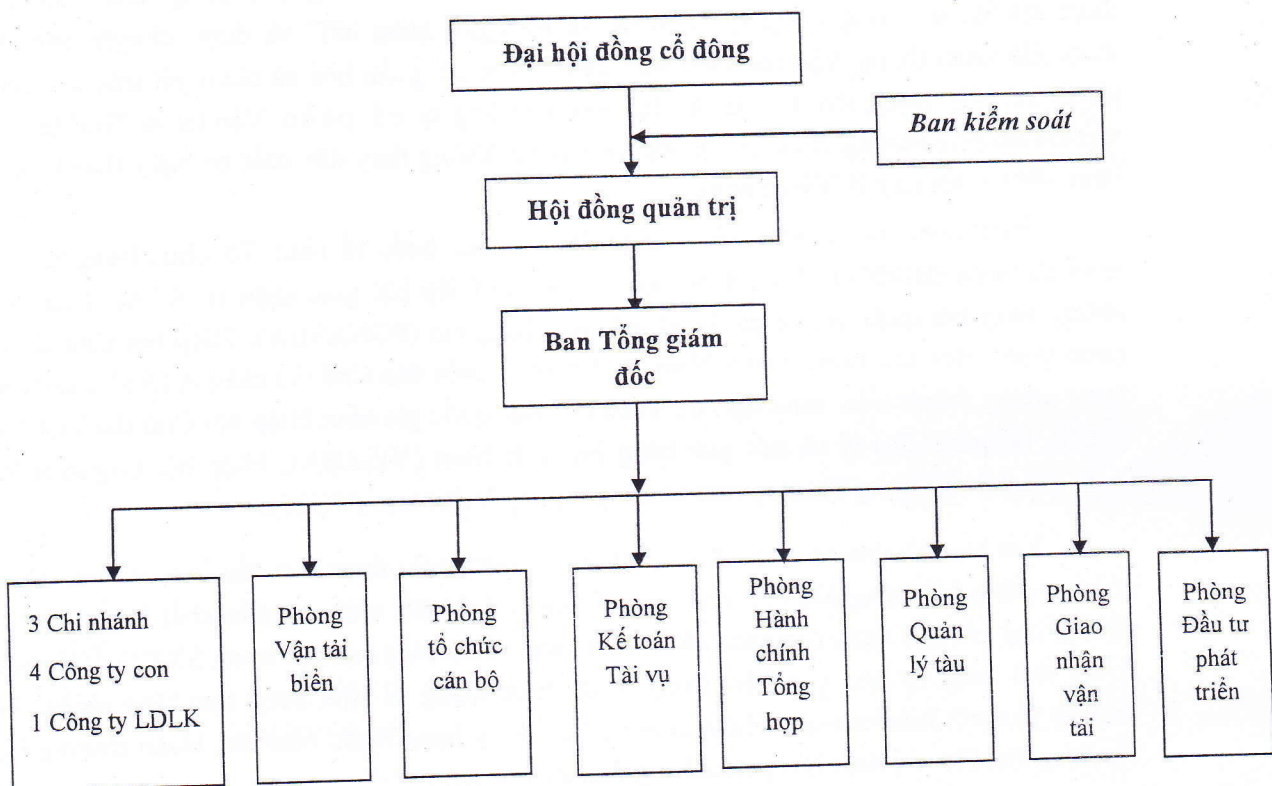 Đại hội đồng cổ đông
Ban kiểm soát
Hội đồng quản trị
Ban Tổng giám
đốc
3 Chi nhánh
4 Công ty con
1 Công ty LDLK
Phòng
Vận tải
biển
Phòng
tổ chức
cán bộ
Phòng
Kế toán
Tài vụ
Phòng
Hành
chính
Tổng
hợp
Phòng
Quản
lý tàu
Phòng
Giao
nhận
vận
tải
Phòng
Đầu tư
phát
triển